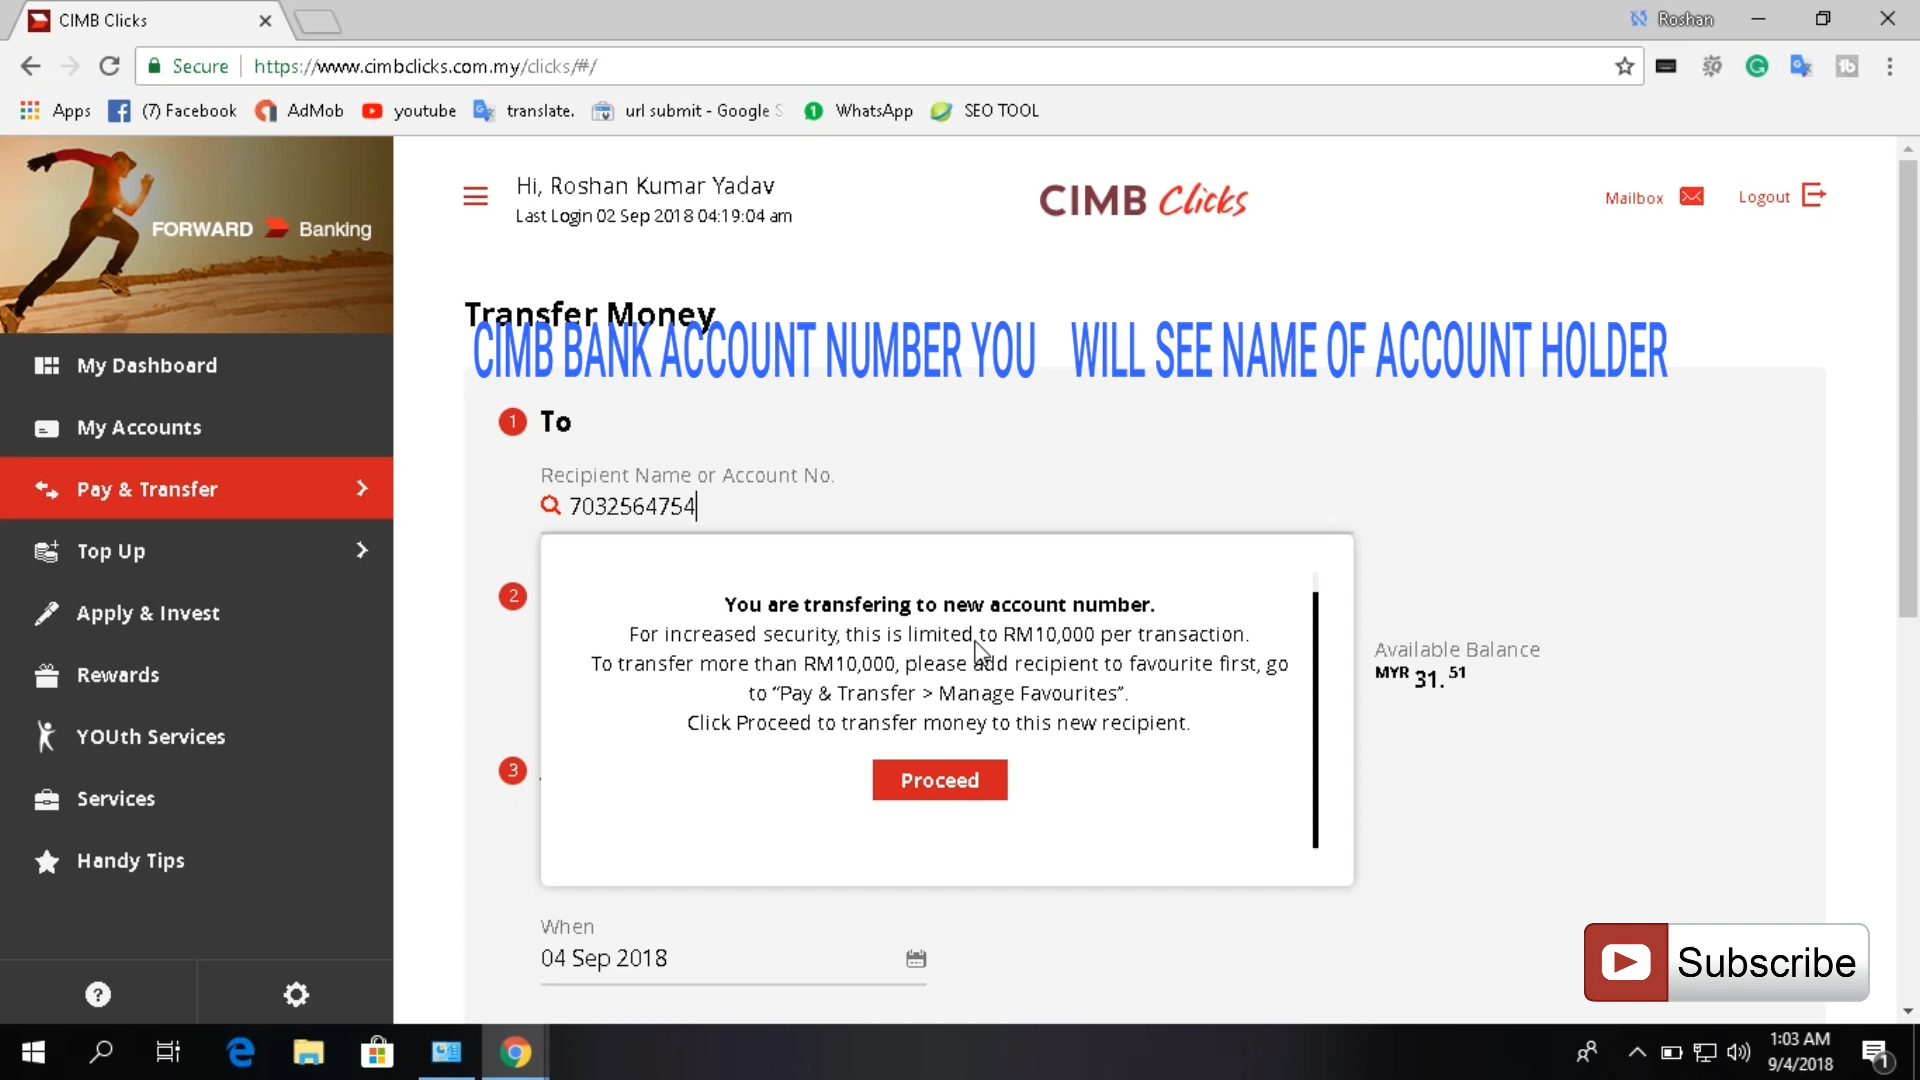 CIMB Clicks
Roshan
Secure
https://www.cimbclicks.com.my/clicks/#/
Apps
(7) Facebook
AdMob
youtube
translate.
url submit - Google S
1
WhatsApp
SEO TOOL
FORWARD Banking
Hi, Roshan Kumar Yadav
Last Login 02 Sep 2018 04:19:04 am
CIMB Clicks
Mailbox
Logout
Transfer Money
CIMB BANK ACCOUNT NUMBER YOU WILL SEE NAME OF ACCOUNT HOLDER
My Dashboard
My Accounts
Pay & Transfer
Top Up
Apply & Invest
Rewards
YOUth Services
Services
Handy Tips
1 To
Recipient Name or Account No.
7032564754
2
You are transfering to new account number.
For increased security, this is limited to RM10,000 per transaction.
To transfer more than RM10,000, please add recipient to favourite first, go
to “Pay & Transfer > Manage Favourites”.
Click Proceed to transfer money to this new recipient.
Proceed
Available Balance
MYR 31.51
3
When
04 Sep 2018
Subscribe
1:03 AM
9/4/2018
1